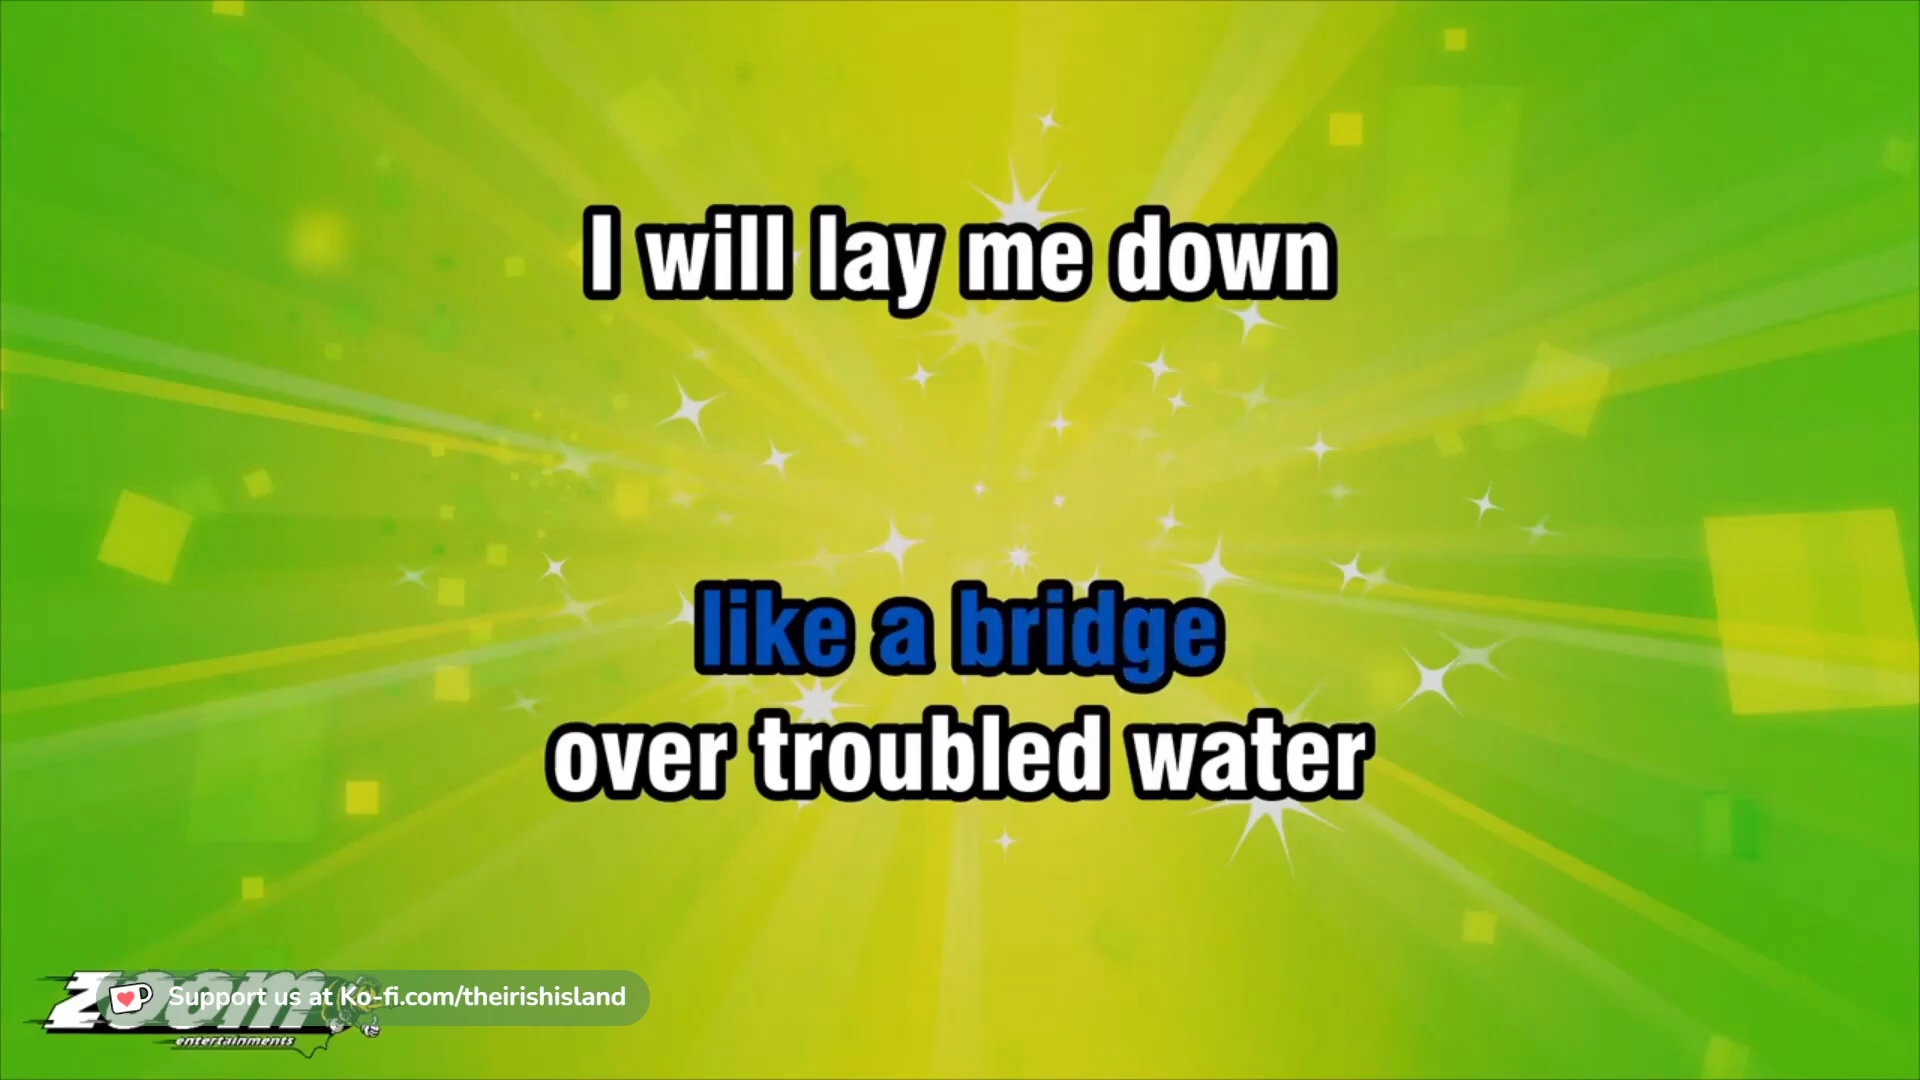 I will lay me down
like a bridge
over troubled water
zoom
Support us at Ko-fi.com/theirishisland
entertainments